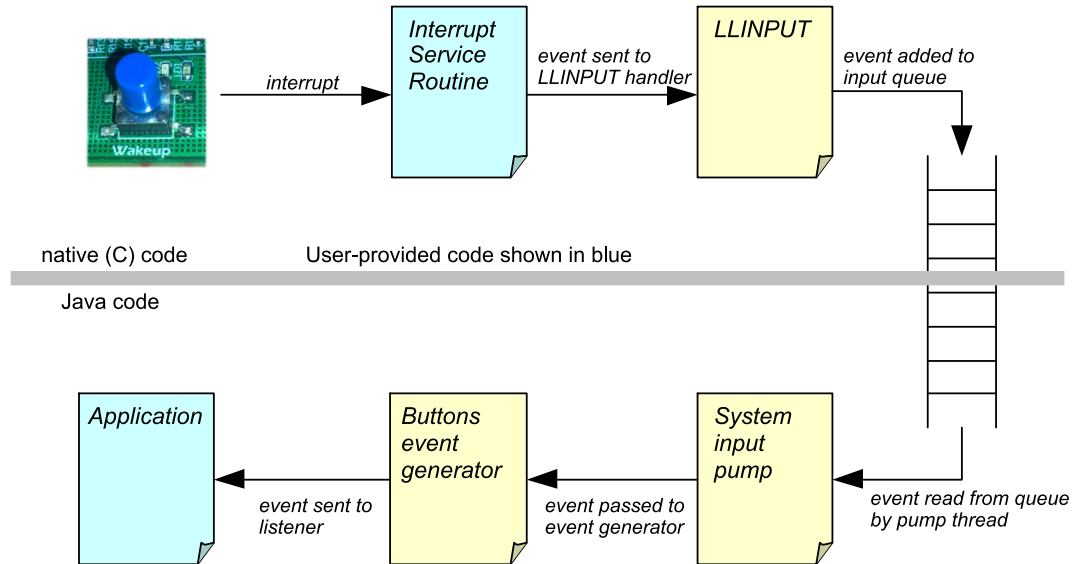 Interrupt
Service
Routine
LLINPUT
event sent to
LLINPUT handler
event added to
input queue
interrupt
Wakeup
native (C) code
User-provided code shown in blue
Java code
Application
Buttons
event
generator
System
input
pump
event sent to
listener
event passed to
event generator
event read from queue
by pump thread